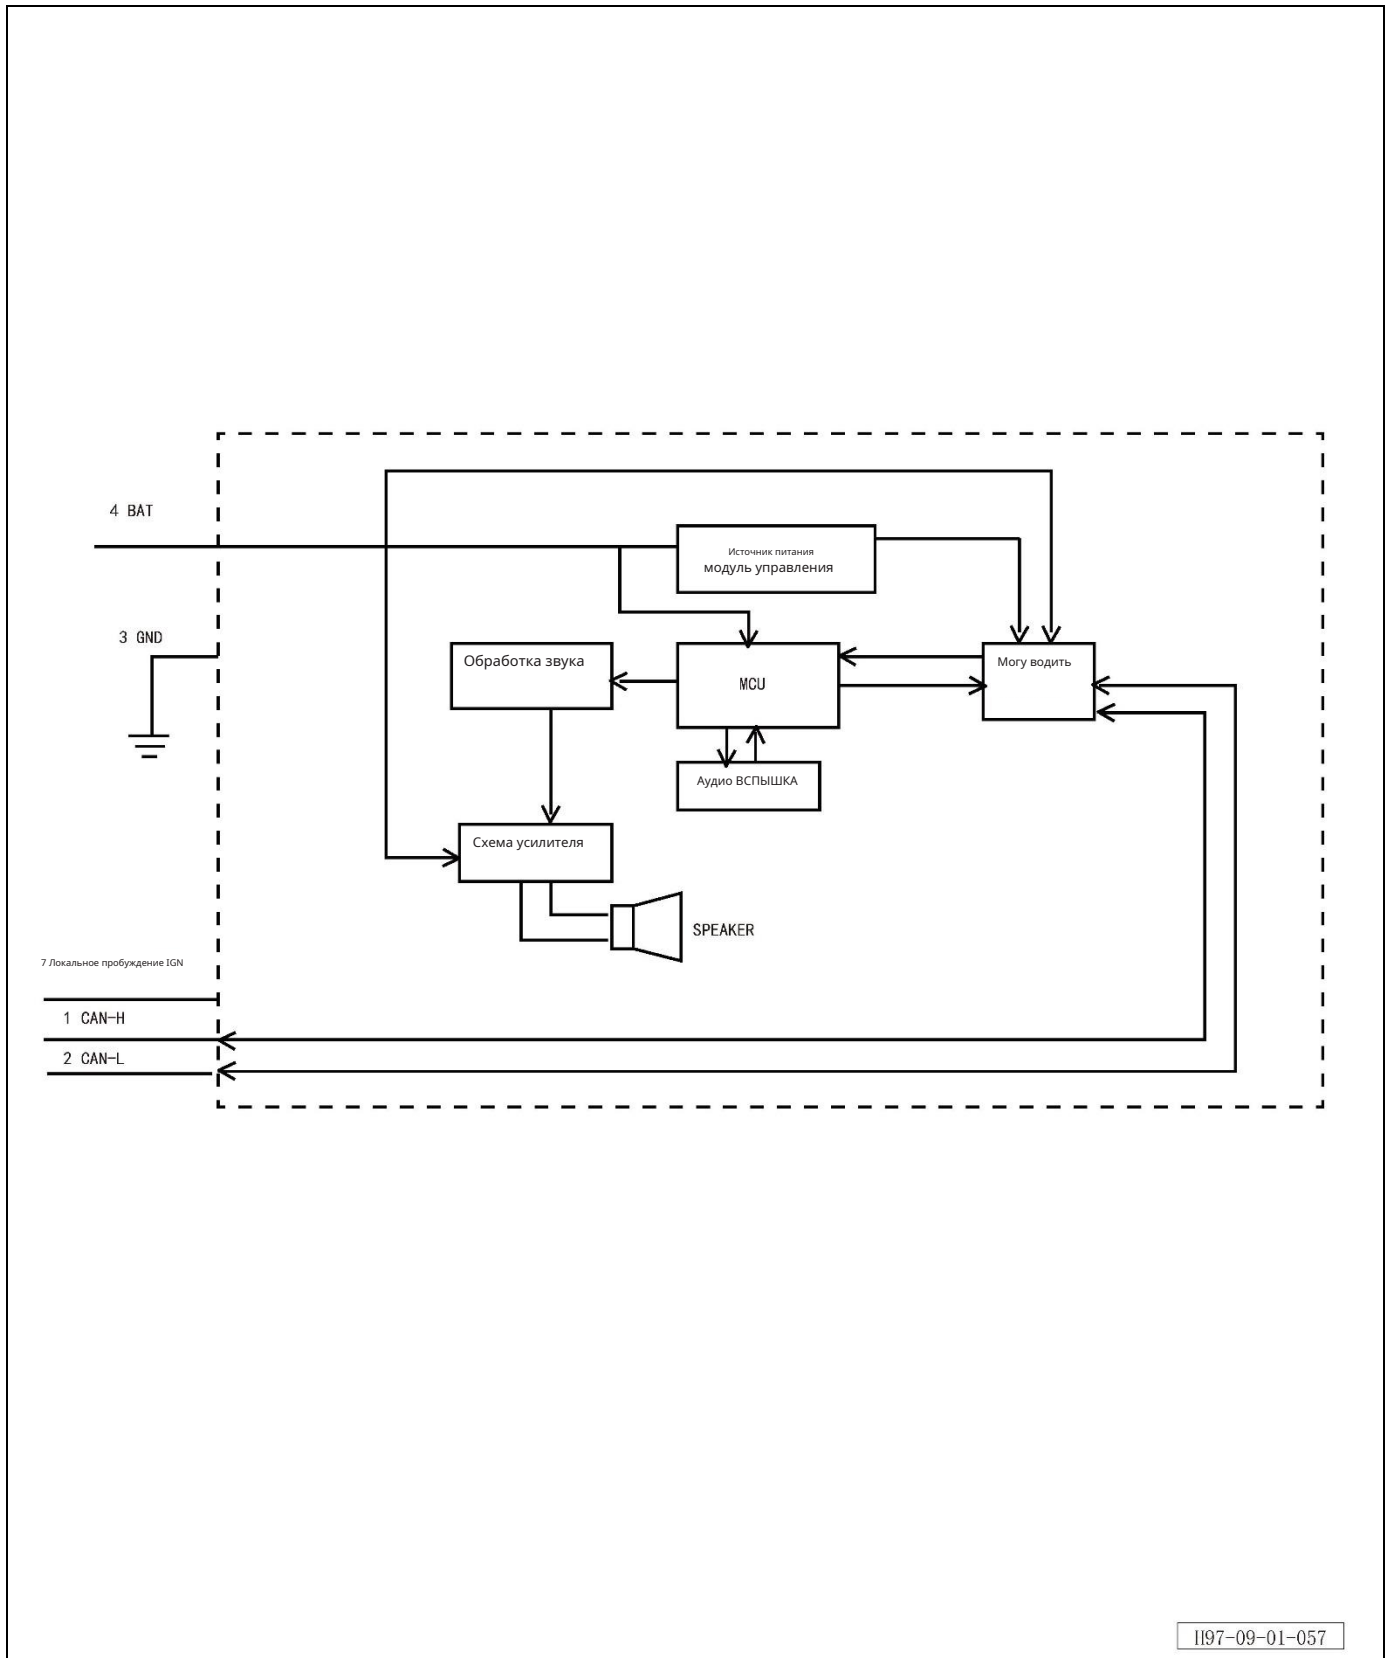 4 BAT
Источник питания
модуль управления
3 GND
Обработка звука
MCU
Могу водить
Аудио ВСПЫШКА
Схема усилителя
SPEAKER
7 Локальное пробуждение IGN
1 CAN-H
2 CAN-L
II97-09-01-057